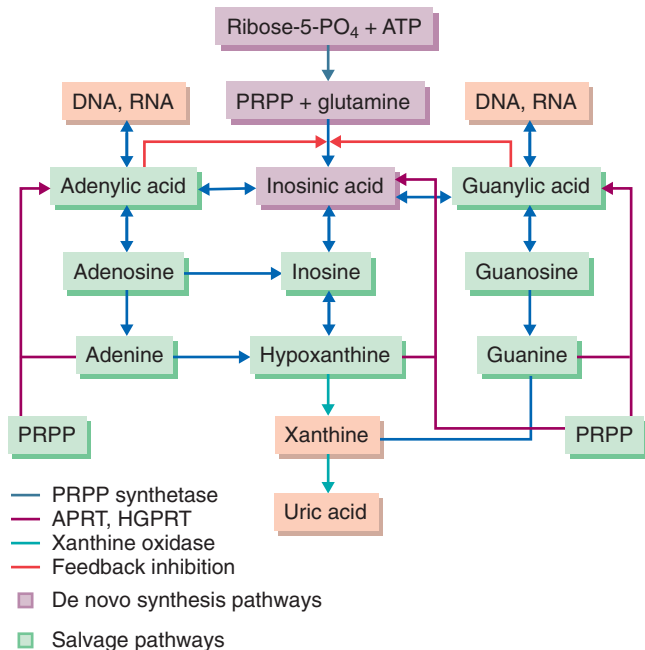 Ribose-5-PO₄ + ATP
DNA, RNA
PRPP + glutamine
DNA, RNA
Adenylic acid
Inosinic acid
Guanylic acid
Adenosine
Inosine
Guanosine
Adenine
Hypoxanthine
Guanine
PRPP
Xanthine
PRPP
Uric acid
PRPP synthetase
APRT, HGPRT
Xanthine oxidase
Feedback inhibition
De novo synthesis pathways
Salvage pathways